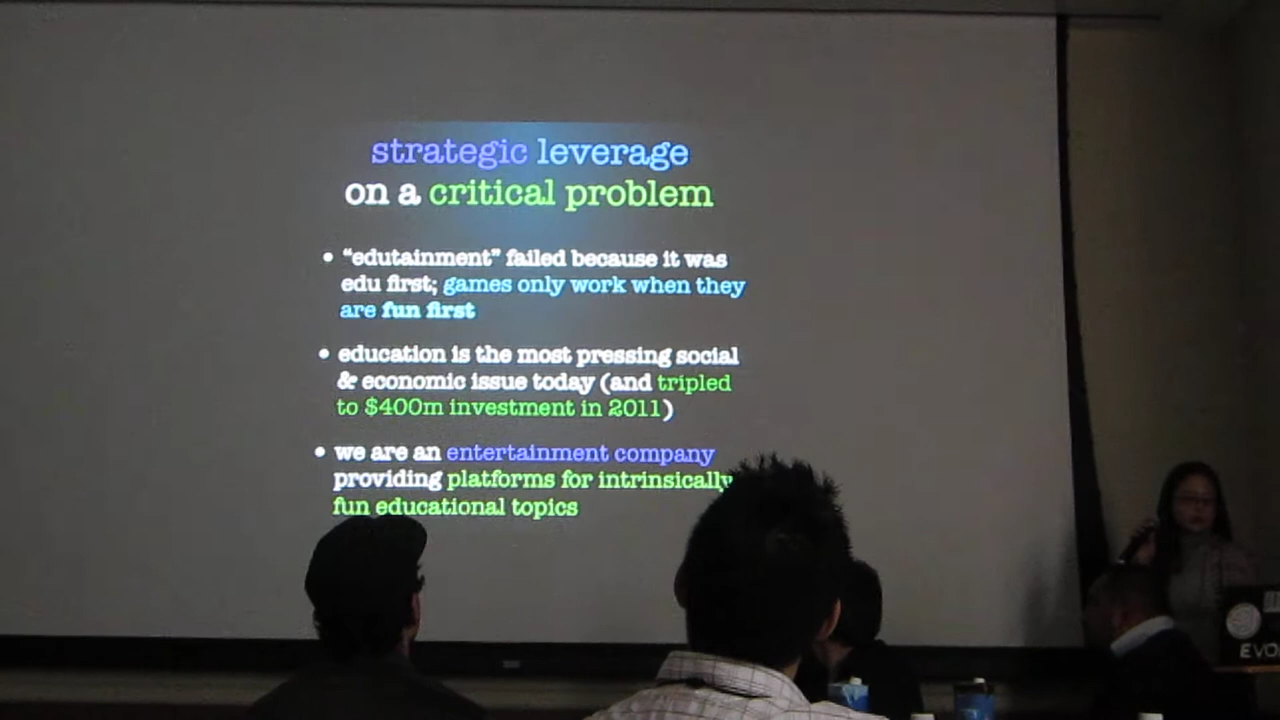 strategic leverage
on a critical problem
• “edutainment” failed because it was
edu first; games only work when they
are fun first
• education is the most pressing social
& economic issue today (and tripled
to $400m investment in 2011)
• we are an entertainment company
providing platforms for intrinsically
fun educational topics